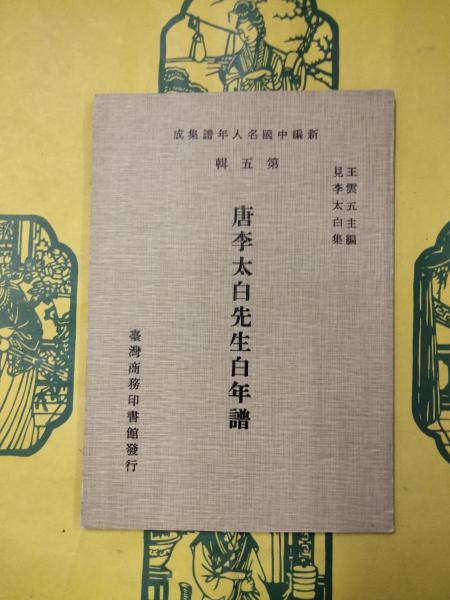 新編中國名人年譜集成
第五輯
王雲五主編
見李太白集
唐李太白先生白年譜
臺灣商務印書館發行